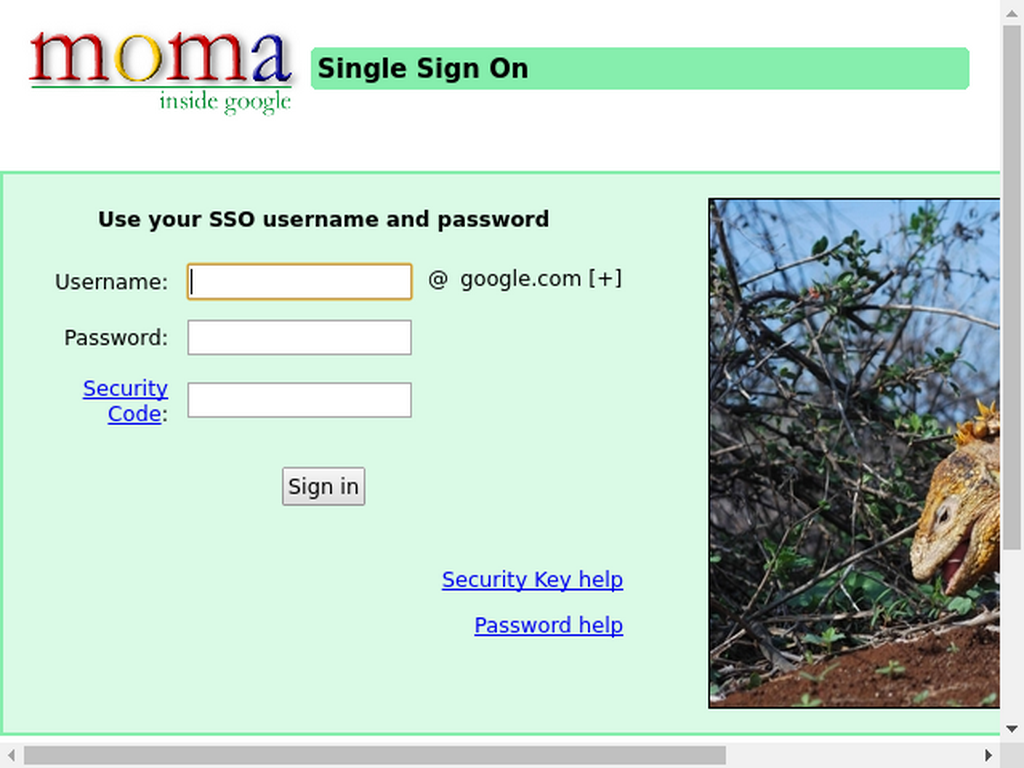 moma
inside google
Single Sign On
Use your SSO username and password
Username:
@ google.com [+]
Password:
Security
Code:
Sign in
Security Key help
Password help